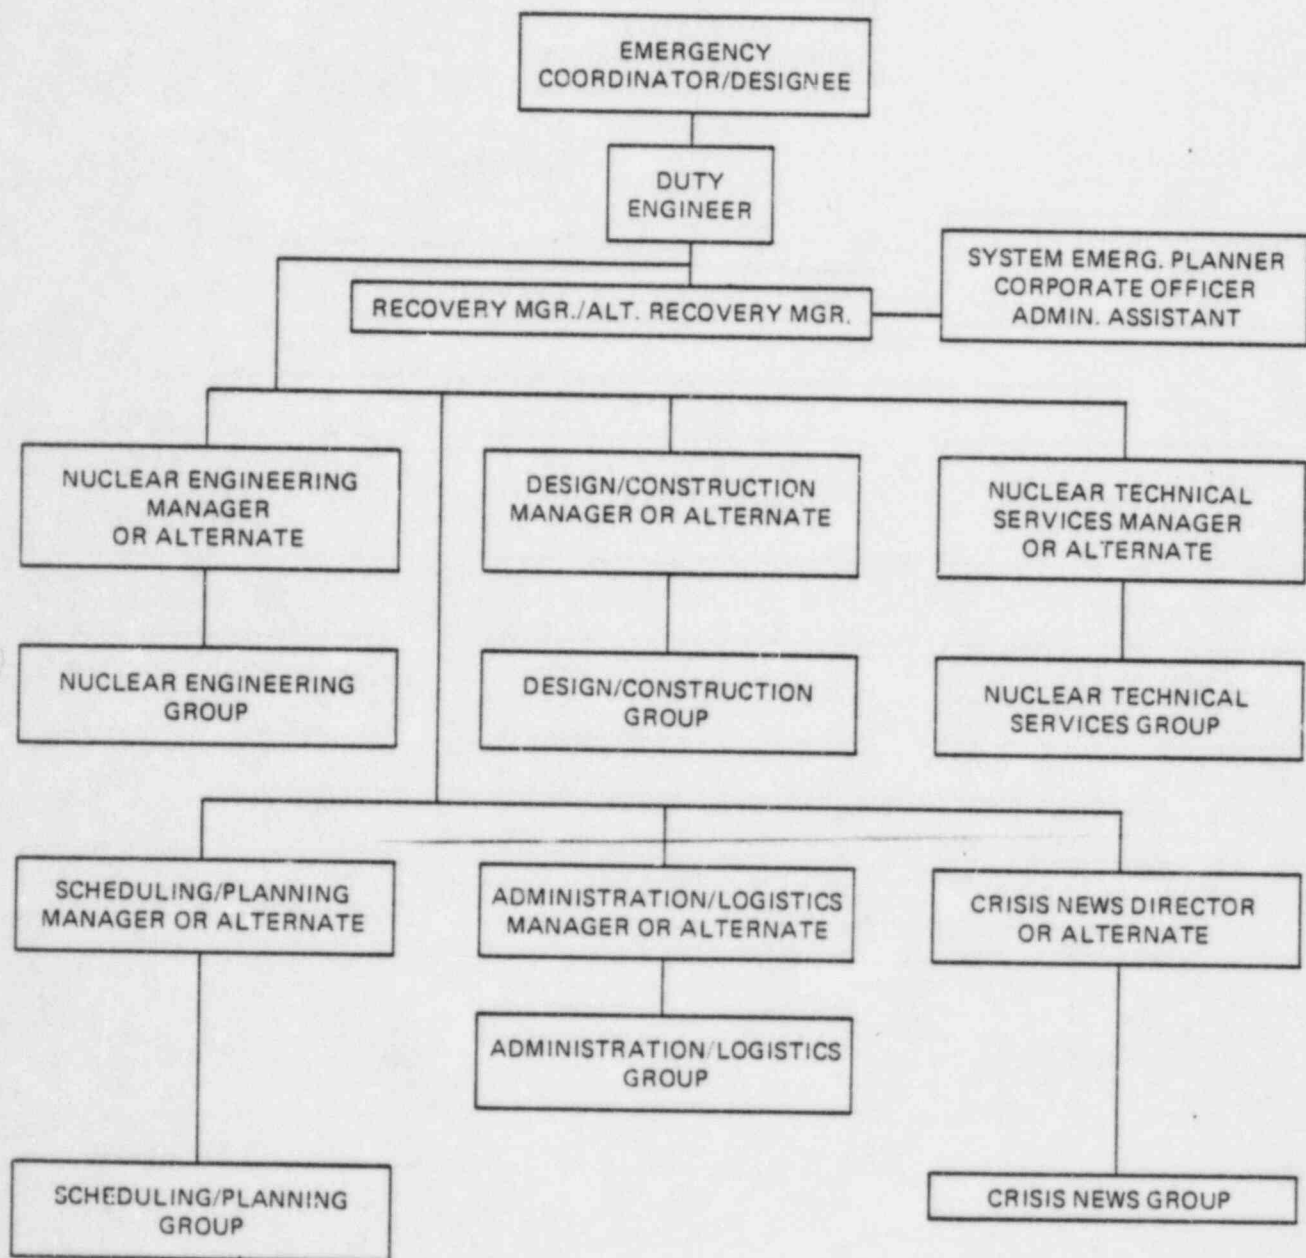 EMERGENCY
COORDINATOR/DESIGNEE
DUTY
ENGINEER
SYSTEM EMERG. PLANNER
CORPORATE OFFICER
ADMIN. ASSISTANT
RECOVERY MGR./ALT. RECOVERY MGR.
NUCLEAR ENGINEERING
MANAGER
OR ALTERNATE
DESIGN/CONSTRUCTION
MANAGER OR ALTERNATE
NUCLEAR TECHNICAL
SERVICES MANAGER
OR ALTERNATE
NUCLEAR ENGINEERING
GROUP
DESIGN/CONSTRUCTION
GROUP
NUCLEAR TECHNICAL
SERVICES GROUP
SCHEDULING/PLANNING
MANAGER OR ALTERNATE
ADMINISTRATION/LOGISTICS
MANAGER OR ALTERNATE
CRISIS NEWS DIRECTOR
OR ALTERNATE
ADMINISTRATION/LOGISTICS
GROUP
SCHEDULING/PLANNING
GROUP
CRISIS NEWS GROUP